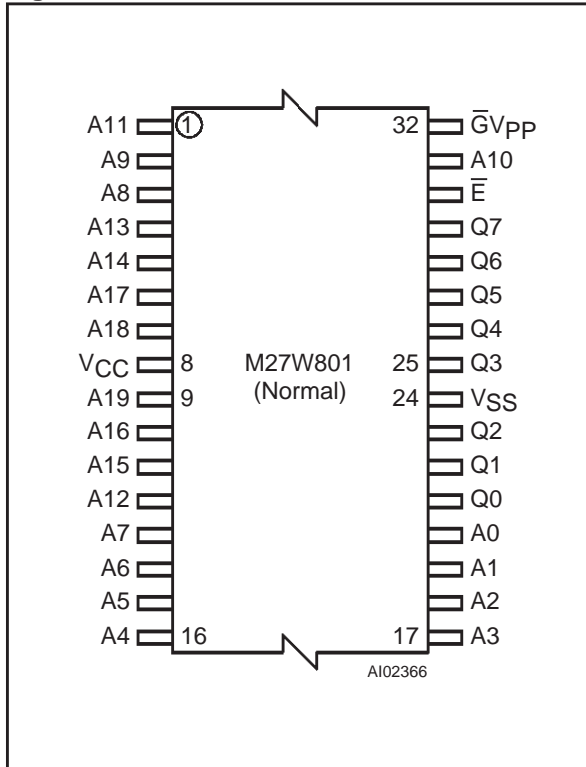 A11 1 32 G̅VPP
A9 A10
A8 E̅
A13 Q7
A14 Q6
A17 Q5
A18 Q4
VCC 8 M27W801 25 Q3
A19 9 (Normal) 24 VSS
A16 Q2
A15 Q1
A12 Q0
A7 A0
A6 A1
A5 A2
A4 16 17 A3
AI02366